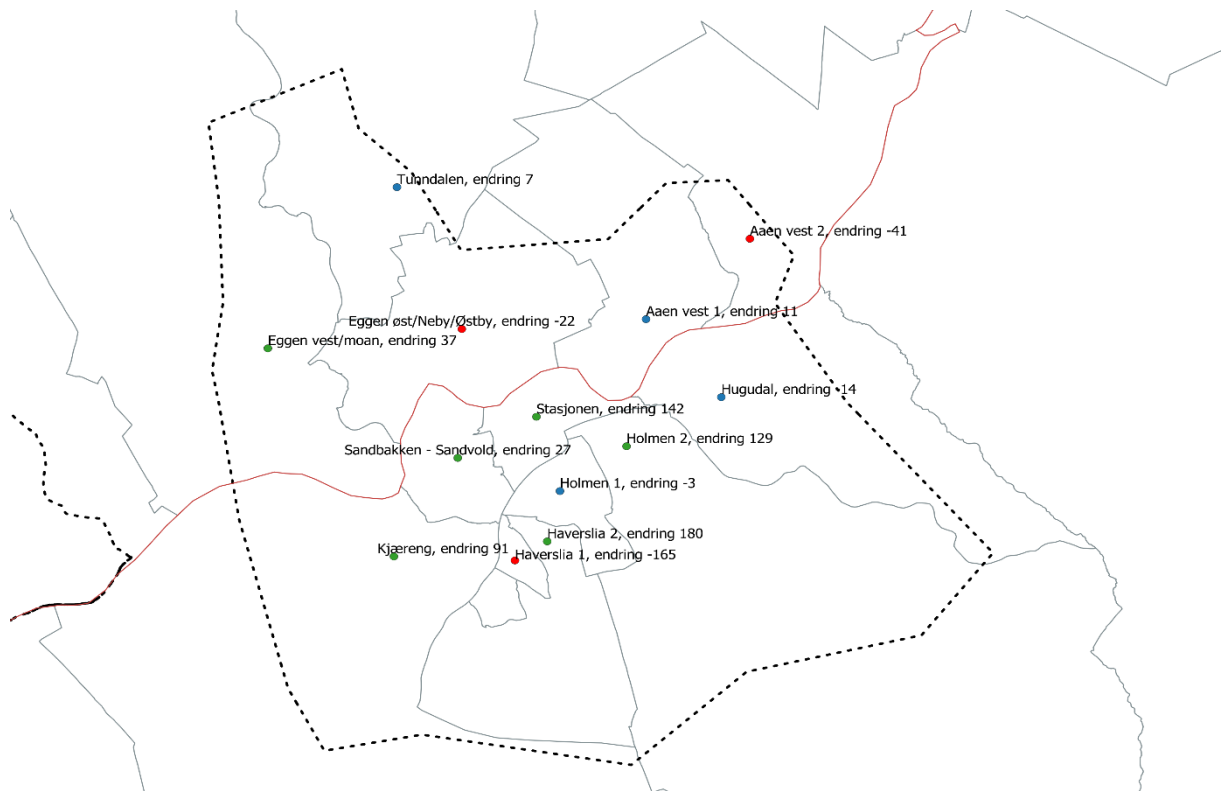 Tunndalen, endring 7
Aaen vest 2, endring -41
Aaen vest 1, endring 11
Eggen øst/Neby/Østby, endring -22
Eggen vest/moan, endring 37
Hugudal, endring -14
Stasjonen, endring 142
Holmen 2, endring 129
Sandbakken - Sandvold, endring 27
Holmen 1, endring -3
Haverslia 2, endring 180
Kjæreng, endring 91
Haverslia 1, endring -165